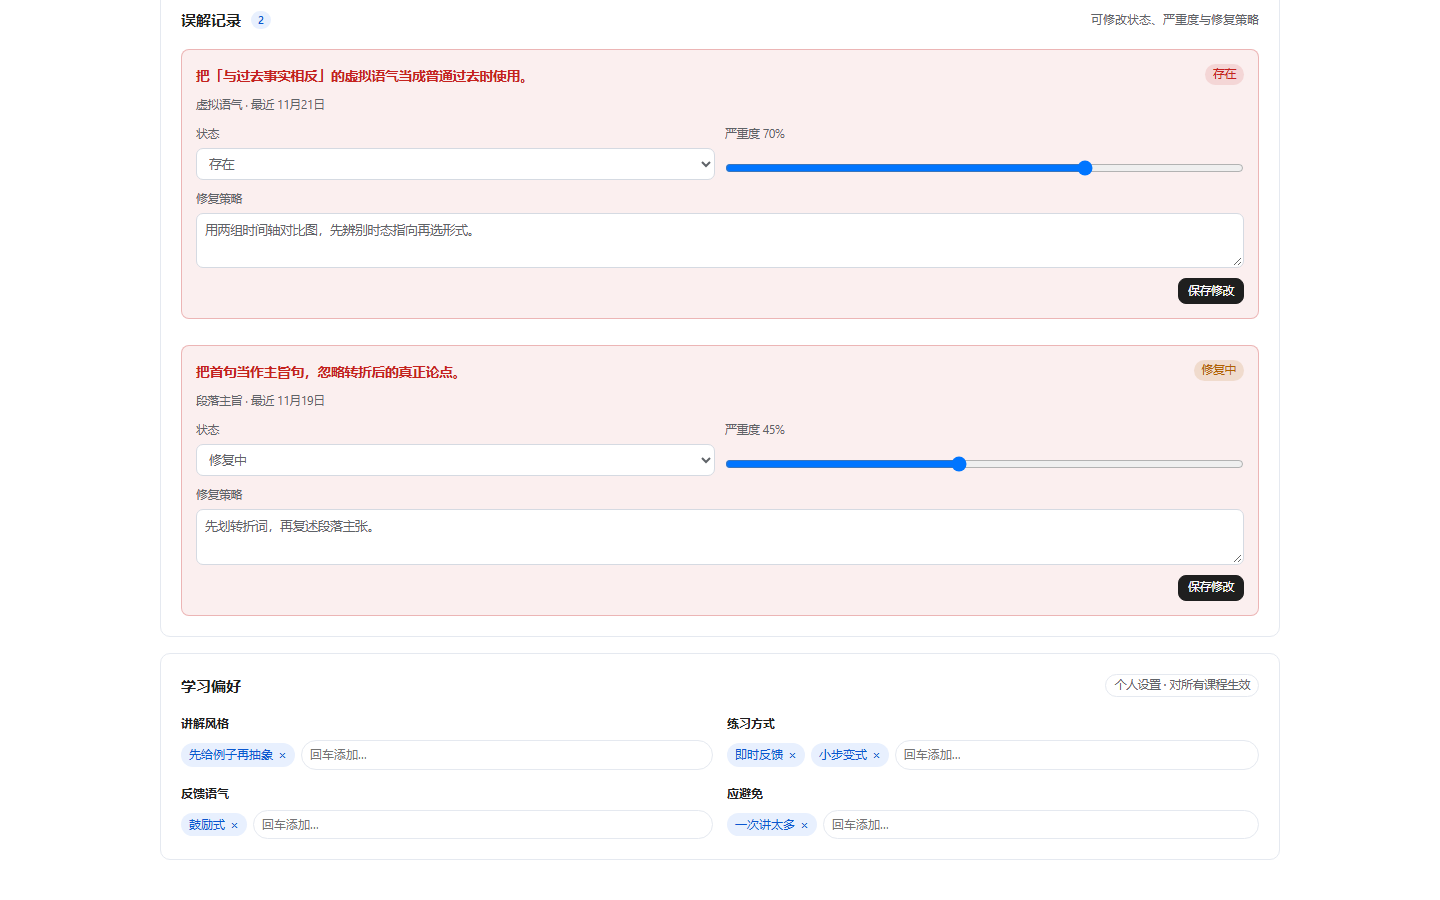 误解记录 2 可修改状态、严重度与修复策略
把「与过去事实相反」的虚拟语气当成普通过去时使用。 存在
虚拟语气 · 最近 11月21日
状态 严重度 70%
存在
修复策略
用两组时间轴对比图，先辨别时态指向再选形式。
保存修改
把首句当作主旨句，忽略转折后的真正论点。 修复中
段落主旨 · 最近 11月19日
状态 严重度 45%
修复中
修复策略
先划转折词，再复述段落主张。
保存修改
学习偏好 个人设置 · 对所有课程生效
讲解风格 练习方式
先给例子再抽象 × 回车添加... 即时反馈 × 小步变式 × 回车添加...
反馈语气 应避免
鼓励式 × 回车添加... 一次讲太多 × 回车添加...